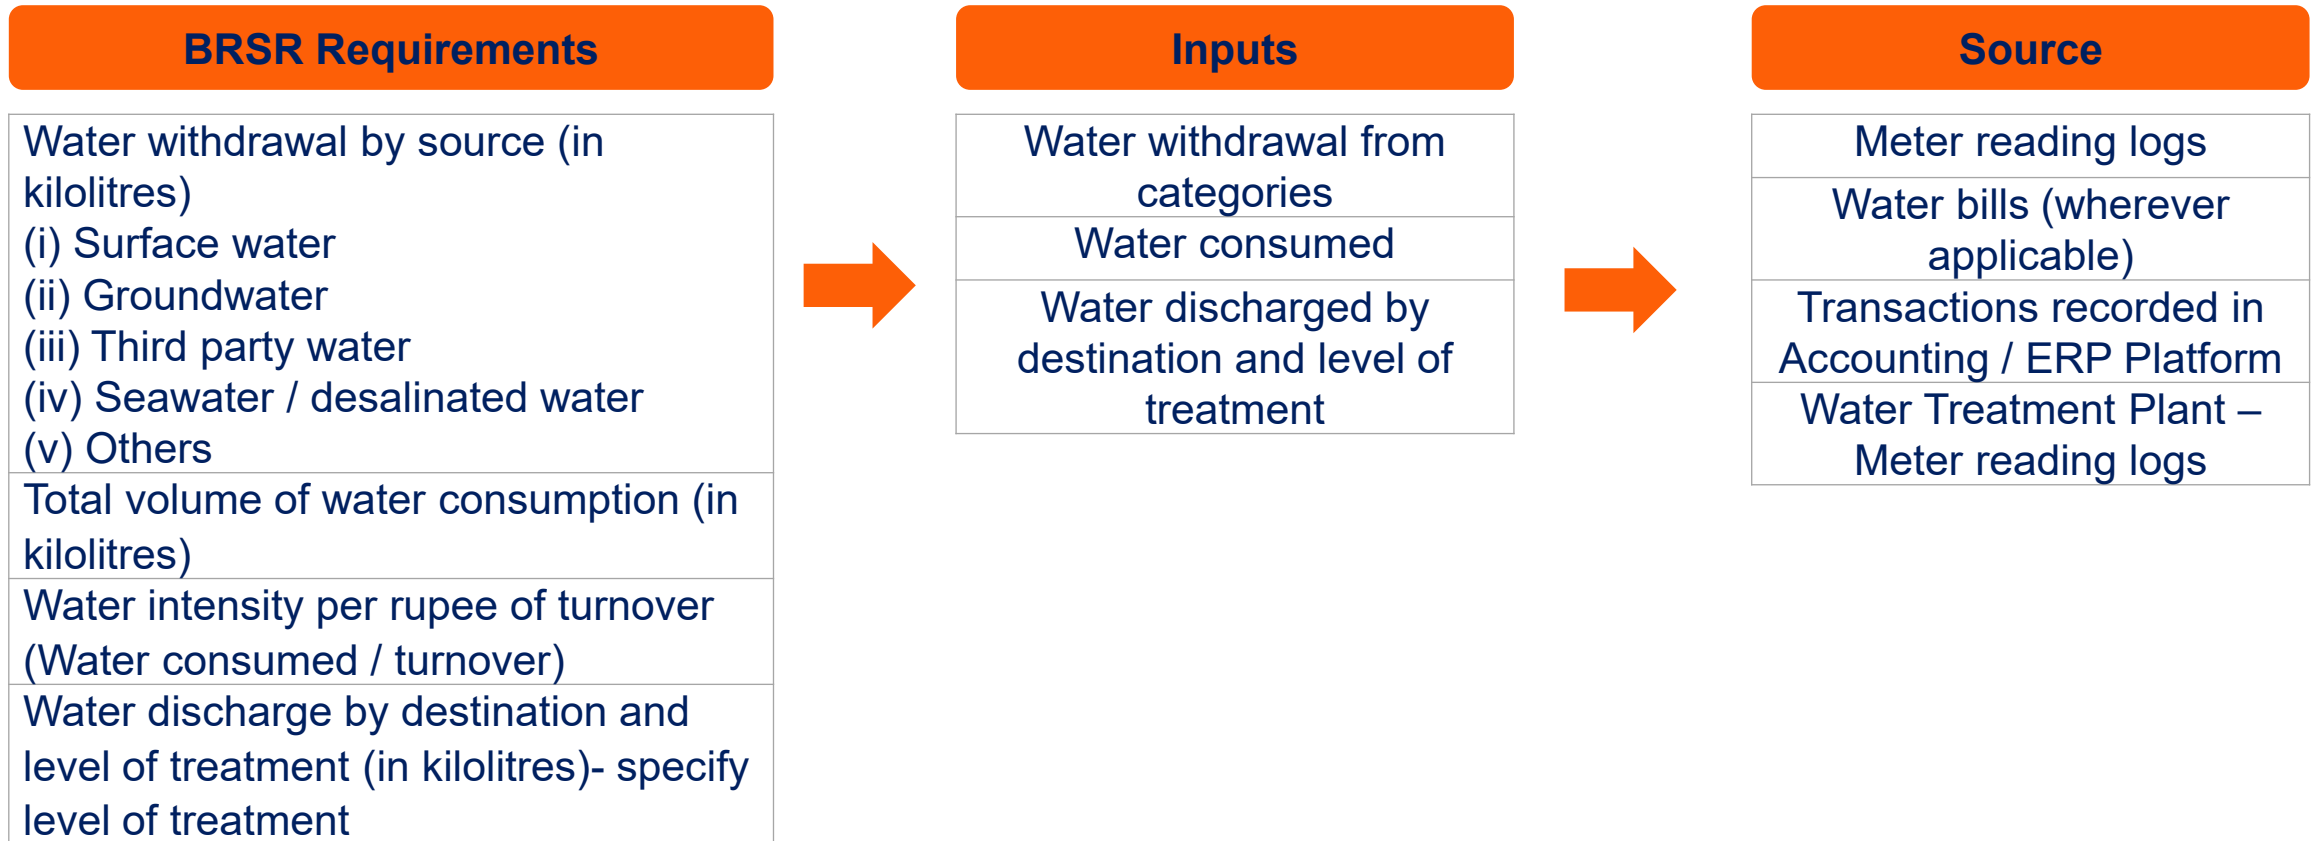 BRSR Requirements
Water withdrawal by source (in
kilolitres)
(i) Surface water
(ii) Groundwater
(iii) Third party water
(iv) Seawater / desalinated water
(v) Others
Total volume of water consumption (in
kilolitres)
Water intensity per rupee of turnover
(Water consumed / turnover)
Water discharge by destination and
level of treatment (in kilolitres)- specify
level of treatment
Inputs
Water withdrawal from
categories
Water consumed
Water discharged by
destination and level of
treatment
Source
Meter reading logs
Water bills (wherever
applicable)
Transactions recorded in
Accounting / ERP Platform
Water Treatment Plant –
Meter reading logs